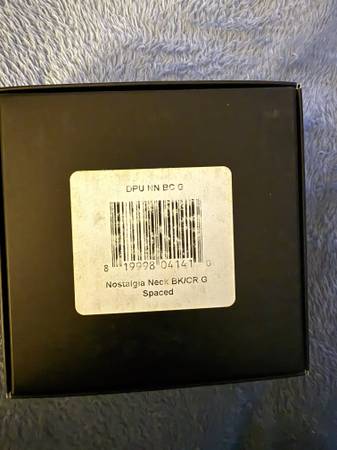 DPU NN BC G
8 19998 04141 0
Nostalgia Neck BK/CR G
Spaced